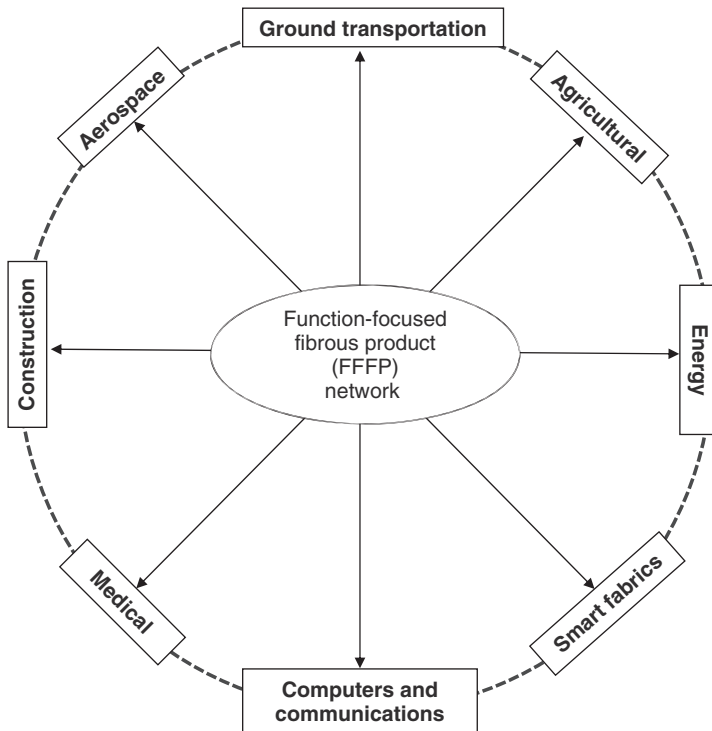 Ground transportation
Aerospace
Agricultural
Construction
Function-focused
fibrous product
(FFFP)
network
Energy
Medical
Smart fabrics
Computers and
communications